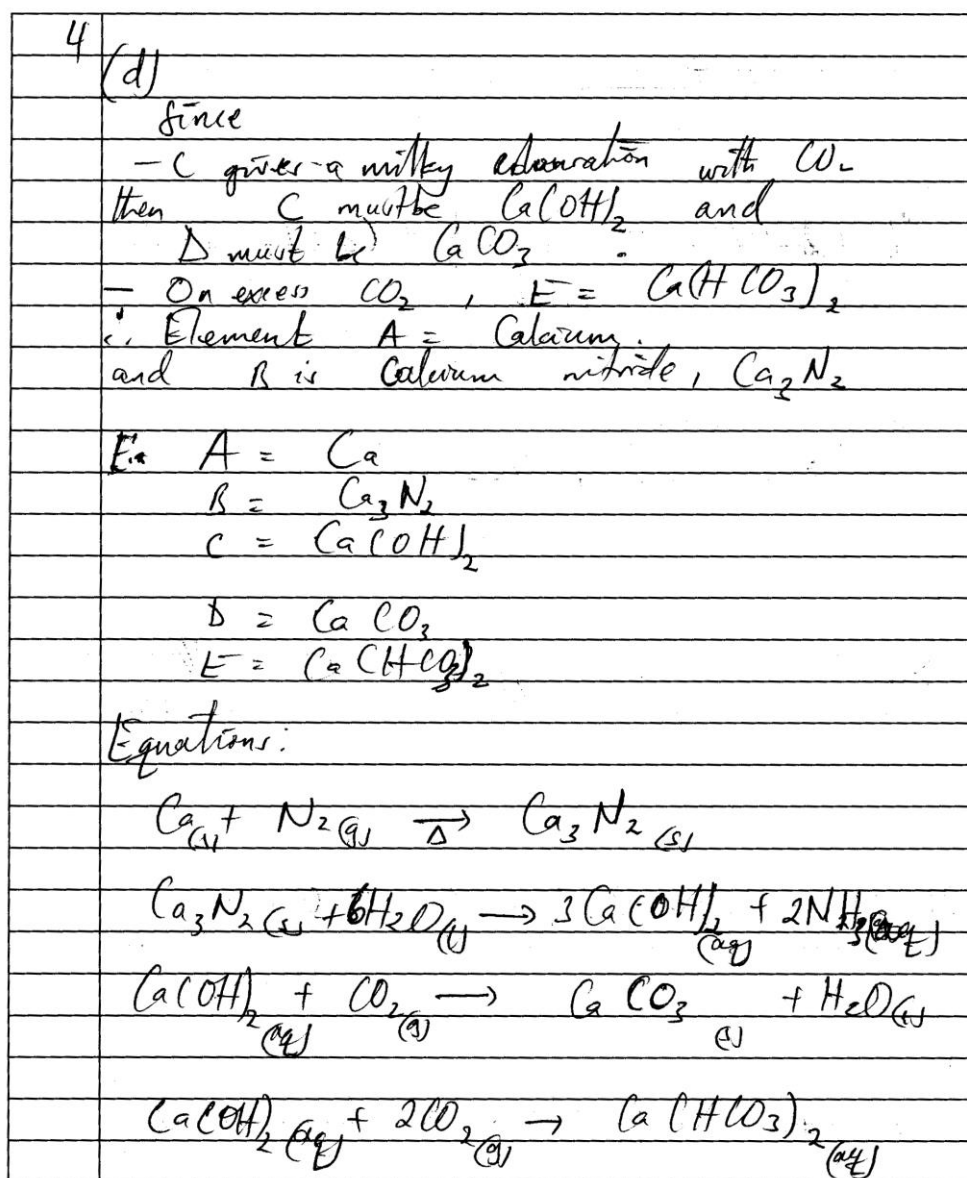 4
(d)
Since
- C gives a milky colouration with CO2
then C must be Ca(OH)2 and
D must be CaCO3.
- On excess CO2, E = Ca(HCO3)2
∴ Element A = Calcium.
and B is Calcium nitride, Ca3N2
A = Ca
B = Ca3N2
C = Ca(OH)2
D = CaCO3
E = Ca(HCO3)2
Equations:
Ca(s) + N2(g) →Δ Ca3N2(s)
Ca3N2(s) + 6H2O(l) → 3Ca(OH)2(aq) + 2NH3(aq)
Ca(OH)2(aq) + CO2(g) → CaCO3(s) + H2O(l)
Ca(OH)2(aq) + 2CO2(g) → Ca(HCO3)2(aq)